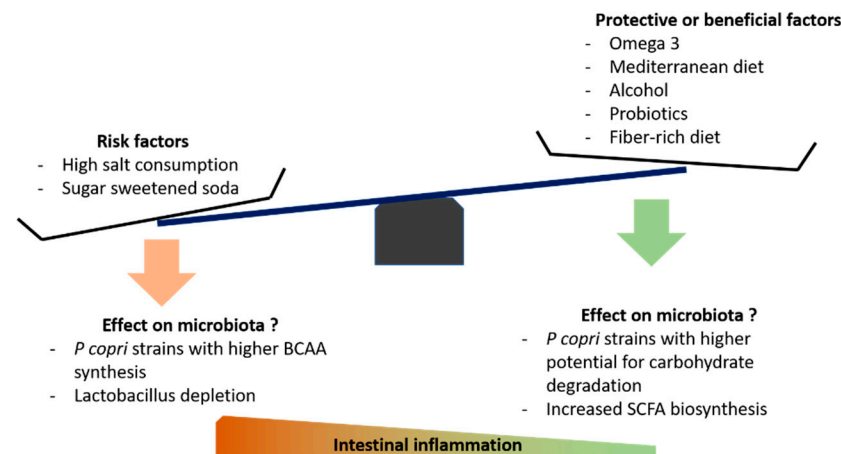 Protective or beneficial factors
- Omega 3
- Mediterranean diet
- Alcohol
- Probiotics
- Fiber-rich diet
Risk factors
- High salt consumption
- Sugar sweetened soda
Effect on microbiota ?
- P copri strains with higher BCAA
synthesis
- Lactobacillus depletion
Effect on microbiota ?
- P copri strains with higher
potential for carbohydrate
degradation
- Increased SCFA biosynthesis
Intestinal inflammation